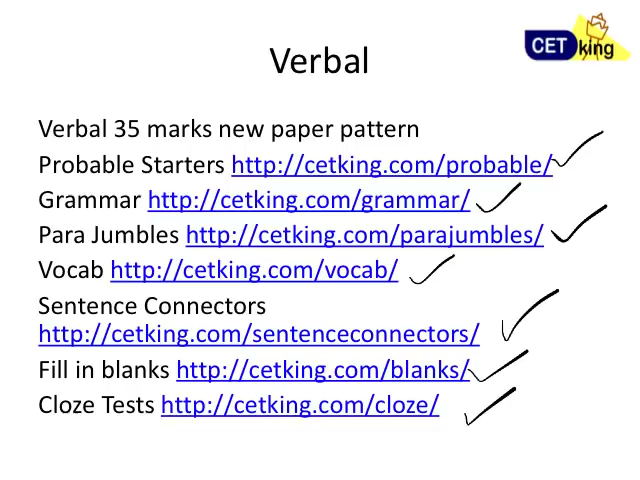 CET king
Verbal
Verbal 35 marks new paper pattern
Probable Starters http://cetking.com/probable/
Grammar http://cetking.com/grammar/
Para Jumbles http://cetking.com/parajumbles/
Vocab http://cetking.com/vocab/
Sentence Connectors
http://cetking.com/sentenceconnectors/
Fill in blanks http://cetking.com/blanks/
Cloze Tests http://cetking.com/cloze/